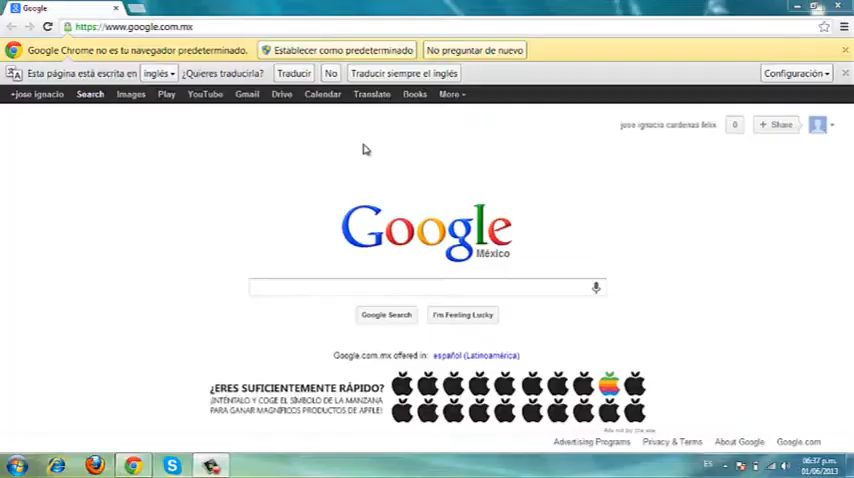 Google
https://www.google.com.mx
Google Chrome no es tu navegador predeterminado. Establecer como predeterminado No preguntar de nuevo
Esta página está escrita en inglés ¿Quieres traducirla? Traducir No Traducir siempre el inglés Configuración
+jose ignacio Search Images Play YouTube Gmail Drive Calendar Translate Books More
jose ignacio cardenas felix 0 + Share
Google
México
Google Search I'm Feeling Lucky
Google.com.mx offered in: español (Latinoamérica)
¿ERES SUFICIENTEMENTE RÁPIDO?
¡INTÉNTALO Y COGE EL SÍMBOLO DE LA MANZANA
PARA GANAR MAGNÍFICOS PRODUCTOS DE APPLE!
Ads not by this site
Advertising Programs Privacy & Terms About Google Google.com
ES 06:37 p.m.
01/06/2013